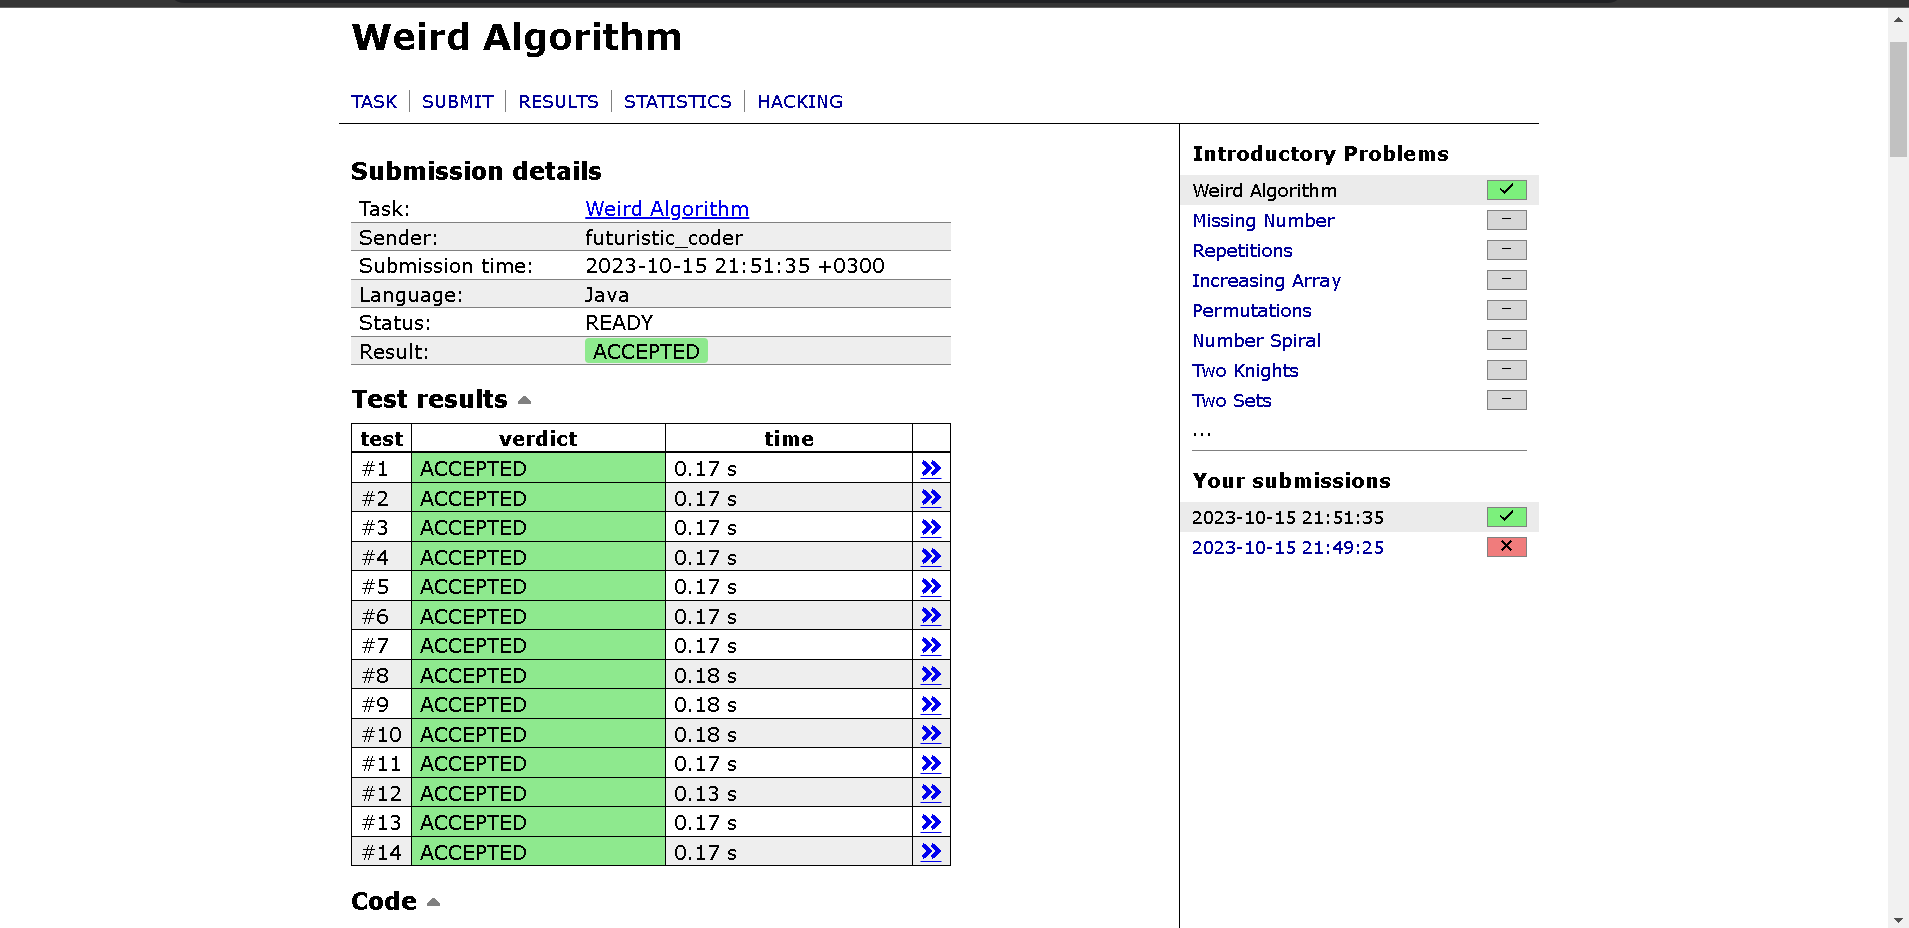 Weird Algorithm
TASK | SUBMIT | RESULTS | STATISTICS | HACKING
Submission details
Task: Weird Algorithm
Sender: futuristic_coder
Submission time: 2023-10-15 21:51:35 +0300
Language: Java
Status: READY
Result: ACCEPTED
Test results
test verdict time
#1 ACCEPTED 0.17 s »
#2 ACCEPTED 0.17 s »
#3 ACCEPTED 0.17 s »
#4 ACCEPTED 0.17 s »
#5 ACCEPTED 0.17 s »
#6 ACCEPTED 0.17 s »
#7 ACCEPTED 0.17 s »
#8 ACCEPTED 0.18 s »
#9 ACCEPTED 0.18 s »
#10 ACCEPTED 0.18 s »
#11 ACCEPTED 0.17 s »
#12 ACCEPTED 0.13 s »
#13 ACCEPTED 0.17 s »
#14 ACCEPTED 0.17 s »
Code
Introductory Problems
Weird Algorithm ✓
Missing Number –
Repetitions –
Increasing Array –
Permutations –
Number Spiral –
Two Knights –
Two Sets –
...
Your submissions
2023-10-15 21:51:35 ✓
2023-10-15 21:49:25 ×